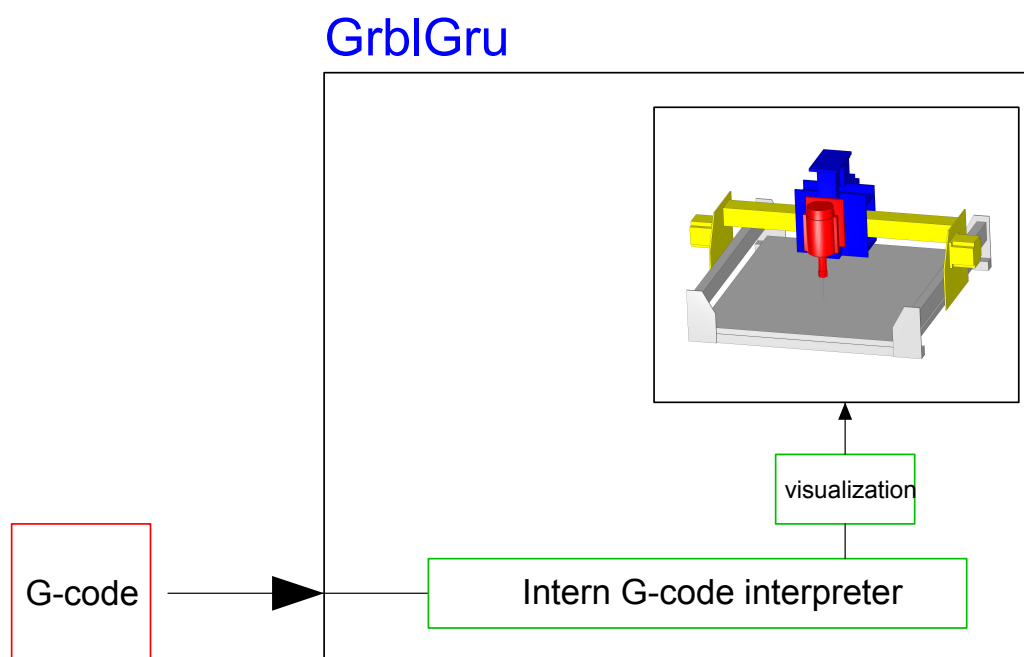 GrblGru
visualization
G-code
Intern G-code interpreter